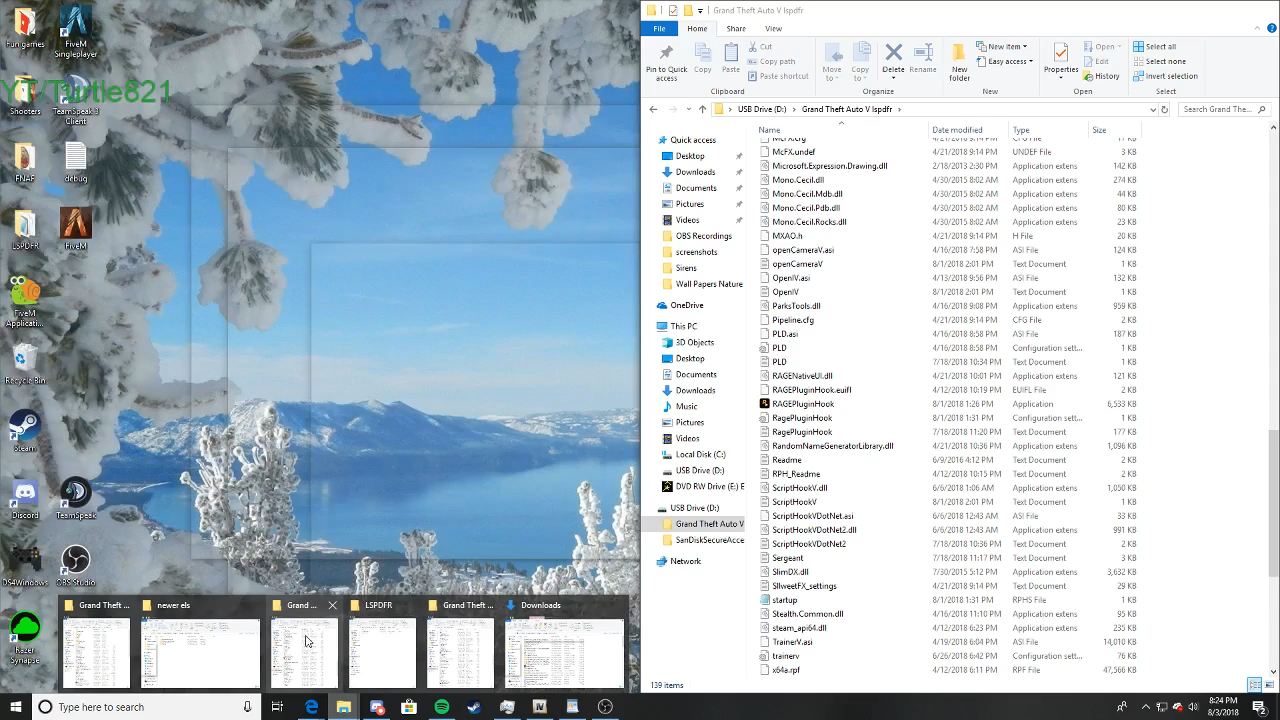 Fun games
FiveM Singleplayer
YT/Turtle821
Shooters
TeamSpeak 3 Client
FNAF
debug
LSPDFR
FiveM
FiveM Applicati...
Recycle Bin
Discord
TeamSpeak
DS4Windows
OBS Studio
Grand Theft Auto V lspdfr
File
Home
Share
View
Pin to Quick access
Copy
Paste
Cut
Copy path
Paste shortcut
Move to
Copy to
Delete
Rename
New folder
New item
Easy access
Properties
Open
Edit
History
Select all
Select none
Invert selection
Clipboard
Organize
New
Open
Select
USB Drive (D:) > Grand Theft Auto V lspdfr >
Search Grand The...
Quick access
Desktop
Downloads
Documents
Pictures
Videos
OBS Recordings
screenshots
Sirens
Wall Papers Nature
OneDrive
This PC
3D Objects
Desktop
Documents
Downloads
Music
Pictures
Videos
Local Disk (C:)
USB Drive (D:)
DVD RW Drive (E:) E
USB Drive (D:)
Grand Theft Auto V
SanDiskSecureAcce
Network
Name Date modified Type Size
McFX.undef 4/21/2018 9:14 PM UNDEF File 3 KB
Microsoft.Expression.Drawing.dll 2/18/2013 2:30 PM Application extens 142 KB
Mono.Cecil.dll 4/30/2015 8:02 AM Application extens 274 KB
Mono.Cecil.Mdb.dll 4/30/2015 8:02 AM Application extens 42 KB
Mono.Cecil.Pdb.dll 4/30/2015 8:02 AM Application extens 80 KB
Mono.Cecil.Rocks.dll 4/30/2015 8:02 AM Application extens 23 KB
MXAO.h 4/21/2018 9:14 PM H File 20 KB
openCameraV.asi 4/16/2018 7:58 PM ASI File 124 KB
openCameraV 8/1/2018 2:01 PM Text Document 1 KB
OpenIV.asi 4/13/2018 9:56 PM ASI File 132 KB
OpenIV 8/1/2018 2:01 PM Text Document 1 KB
ParksTools.dll 4/16/2018 9:08 PM Application extens 959 KB
Pipeline.cfg 4/21/2018 9:14 PM CFG File 2 KB
PLD.asi 4/16/2018 8:58 PM ASI File 187 KB
PLD 4/16/2018 8:58 PM Configuration sett... 1 KB
PLD 7/18/2018 10:34 PM Text Document 1 KB
RAGENativeUI.dll 4/21/2018 10:01 PM Application extens 121 KB
RAGEPluginHook.euifl 4/12/2018 10:19 PM EUIFL File 2 KB
RAGEPluginHook 8/1/2018 1:26 PM Application 6,533 KB
RagePluginHook 8/1/2018 1:31 PM Configuration sett... 1 KB
RagePluginHook 7/18/2018 11:20 PM Text Document 177 KB
RandomNameGeneratorLibrary.dll 4/21/2018 10:36 PM Application extens 1,096 KB
Readme 7/9/2016 4:12 PM Text Document 2 KB
RPH_Readme 4/12/2018 10:15 PM Text Document 2 KB
ScriptHookV.dll 6/6/2018 1:06 AM Application extens 1,050 KB
ScriptHookV 8/1/2018 2:01 PM Text Document 1 KB
ScriptHookVDotNet.asi 5/6/2018 12:43 AM ASI File 33 KB
ScriptHookVDotNet2.dll 5/6/2018 12:43 AM Application extens 991 KB
ScriptHookVDotNet2 7/18/2018 10:36 PM Text Document 2 KB
Sergeant 7/18/2018 11:17 PM Text Document 3 KB
SlimDX.dll 7/30/2015 5:12 PM Application extens 3,632 KB
SilwerFX_settings 4/21/2018 9:14 PM Text Document 29 KB
startup 8/1/2018 1:31 PM RPHS File 1 KB
Stealth.Common.dll 4/16/2018 11:10 PM Application extens 75 KB
steam_api64.dll 4/12/2018 6:23 PM Application extens
TrainerV.asi ASI File
trainerv 6/26/2018 6:42 PM Configuration sett... 76 KB
x64a.rpf 4/12/2018 6:11 PM RPF File 47,566 KB
139 items
Grand Theft ...
newer els
Grand ...
LSPDFR
Grand Theft ...
Downloads
Type here to search
8:24 PM
8/3/2018